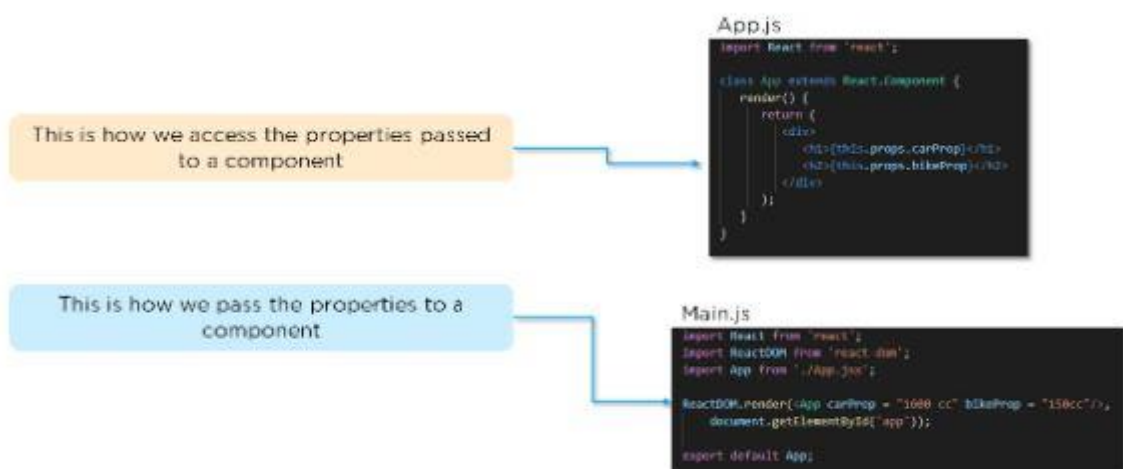 App.js
import React from 'react';
class App extends React.Component {
render() {
return (
<div>
<h1>{this.props.carProp}</h1>
<h2>{this.props.bikeProp}</h2>
</div>
);
}
}
This is how we access the properties passed
to a component
This is how we pass the properties to a
component
Main.js
import React from 'react';
import ReactDOM from 'react-dom';
import App from './App.jsx';
ReactDOM.render(<App carProp = "1600 cc" bikeProp = "150cc"/>,
document.getElementById("app"));
export default App;